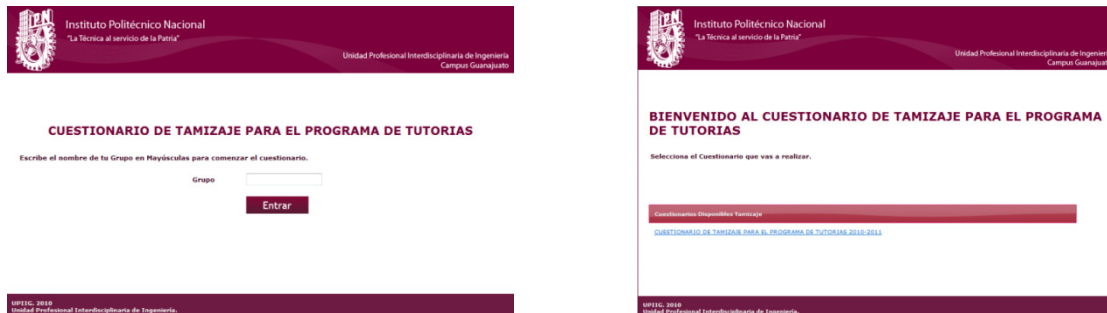 Instituto Politécnico Nacional
"La Técnica al servicio de la Patria"
Unidad Profesional Interdisciplinaria de Ingeniería
Campus Guanajuato
CUESTIONARIO DE TAMIZAJE PARA EL PROGRAMA DE TUTORIAS
Escribe el nombre de tu Grupo en Mayúsculas para comenzar el cuestionario.
Grupo
Entrar
UPIIG. 2010
Unidad Profesional Interdisciplinaria de Ingeniería.
Instituto Politécnico Nacional
"La Técnica al servicio de la Patria"
Unidad Profesional Interdisciplinaria de Ingenierí
Campus Guanajuat
BIENVENIDO AL CUESTIONARIO DE TAMIZAJE PARA EL PROGRAMA
DE TUTORIAS
Selecciona el Cuestionario que vas a realizar.
Cuestionarios Disponibles Tamizaje
CUESTIONARIO DE TAMIZAJE PARA EL PROGRAMA DE TUTORIAS 2010-2011
UPIIG. 2010
Unidad Profesional Interdisciplinaria de Ingeniería.